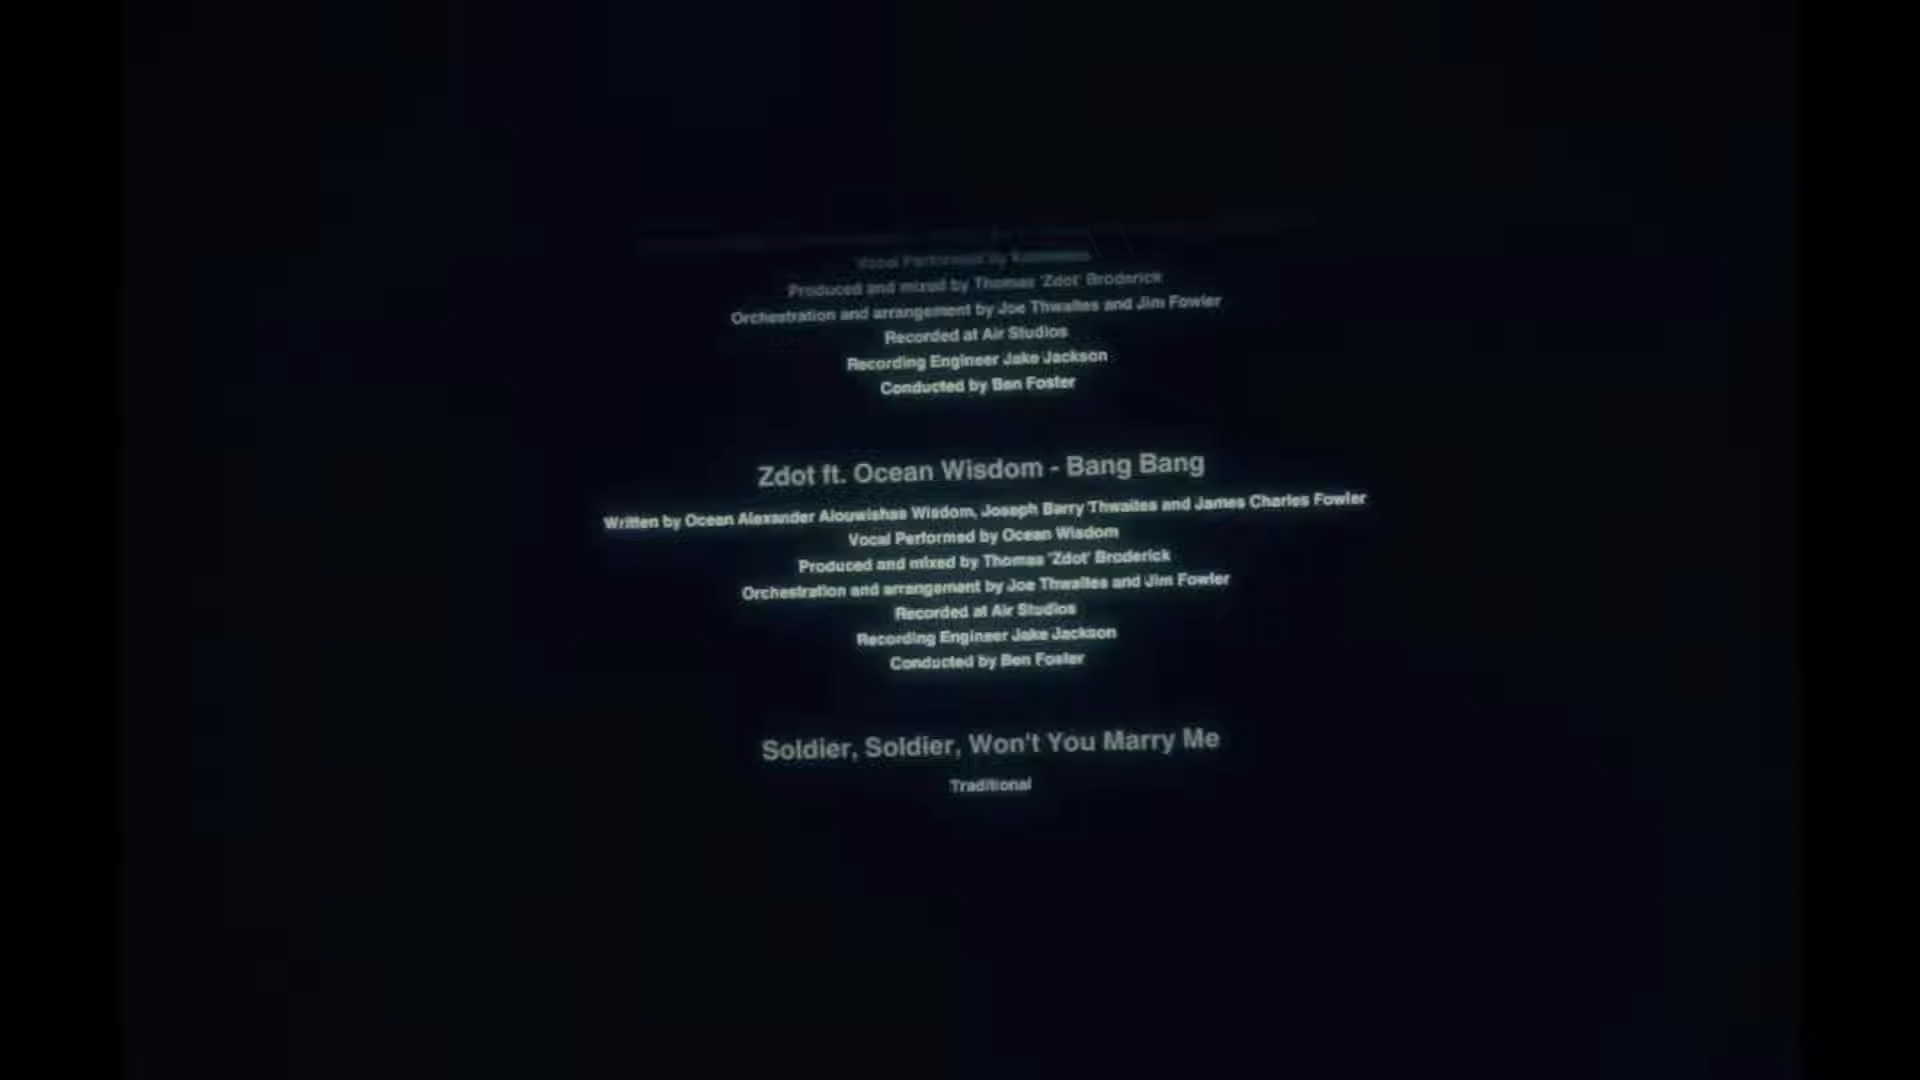 Vocal Performed by
Produced and mixed by Thomas 'Zdot' Broderick
Orchestration and arrangement by Joe Thwaites and Jim Fowler
Recorded at Air Studios
Recording Engineer Jake Jackson
Conducted by Ben Foster
Zdot ft. Ocean Wisdom - Bang Bang
Written by Ocean Alexander Alouwishas Wisdom, Joseph Barry Thwaites and James Charles Fowler
Vocal Performed by Ocean Wisdom
Produced and mixed by Thomas 'Zdot' Broderick
Orchestration and arrangement by Joe Thwaites and Jim Fowler
Recorded at Air Studios
Recording Engineer Jake Jackson
Conducted by Ben Foster
Soldier, Soldier, Won't You Marry Me
Traditional